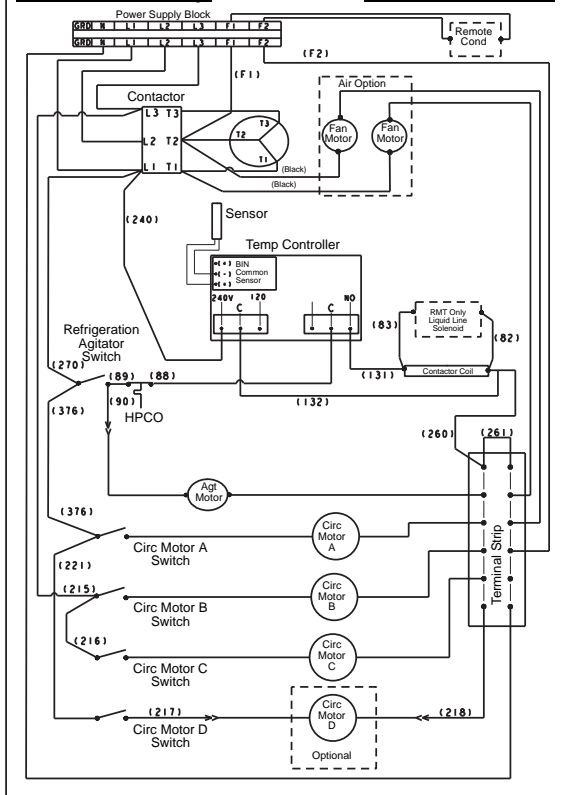 Power Supply Block
GRD N L1 L2 L3 F1 F2
GRD N L1 L2 L3 F1 F2
Remote
Cond
(F2)
(F1)
Air Option
Contactor
L3 T3
L2 T2
L1 T1
T3
T2
T1
Fan
Motor
Fan
Motor
(Black)
(Black)
(240)
Sensor
Temp Controller
(+) BIN
(-) Common
(+) Sensor
240V 120
C
NO
C
RMT Only
Liquid Line
Solenoid
(83)
(82)
Refrigeration
Agitator
Switch
(270)
(89)
(88)
(131)
Contactor Coil
(376)
(90)
(132)
HPCO
(260)
(261)
Agt
Motor
(376)
Circ
Motor
A
Circ Motor A
Switch
Terminal Strip
(221)
(215)
Circ
Motor
B
Circ Motor B
Switch
(216)
Circ
Motor
C
Circ Motor C
Switch
(217)
Circ
Motor
D
(218)
Circ Motor D
Switch
Optional